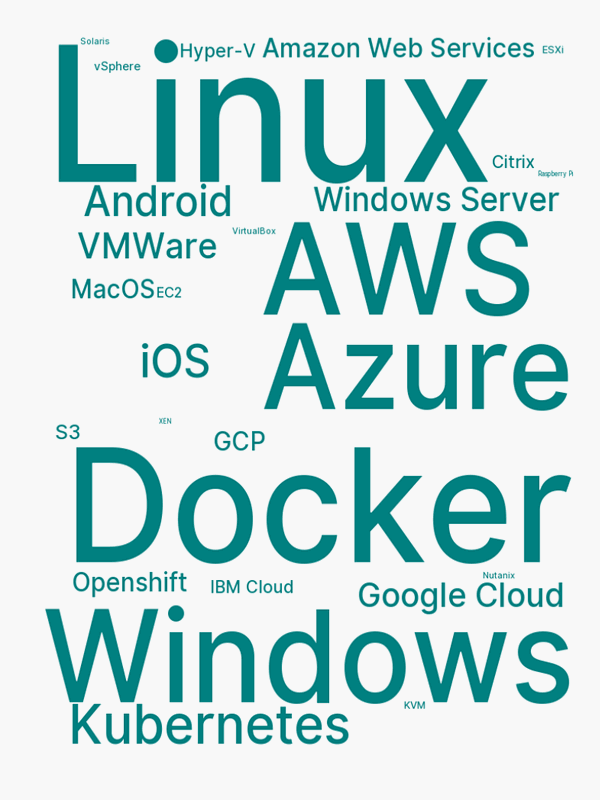 Solaris
vSphere
Hyper-V
Amazon Web Services
ESXi
Linux
Citrix
Raspberry Pi
Android
Windows Server
VMWare
VirtualBox
AWS
MacOS
EC2
iOS
Azure
XEN
S3
GCP
Docker
Openshift
IBM Cloud
Nutanix
Google Cloud
Windows
KVM
Kubernetes